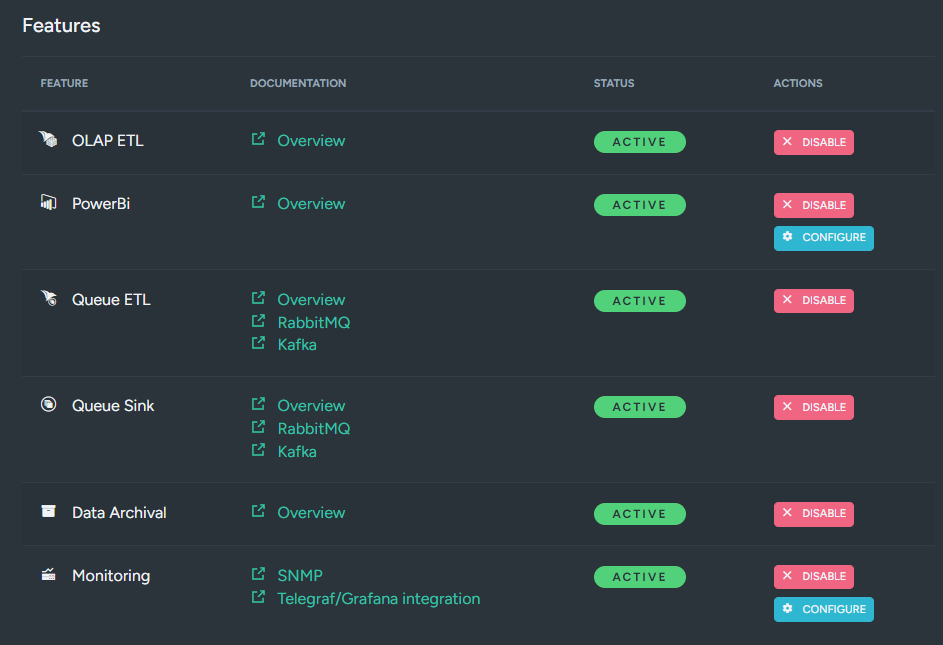 Features
FEATURE DOCUMENTATION STATUS ACTIONS
OLAP ETL Overview ACTIVE DISABLE
PowerBi Overview ACTIVE DISABLE
CONFIGURE
Queue ETL Overview ACTIVE DISABLE
RabbitMQ
Kafka
Queue Sink Overview ACTIVE DISABLE
RabbitMQ
Kafka
Data Archival Overview ACTIVE DISABLE
Monitoring SNMP ACTIVE DISABLE
Telegraf/Grafana integration CONFIGURE